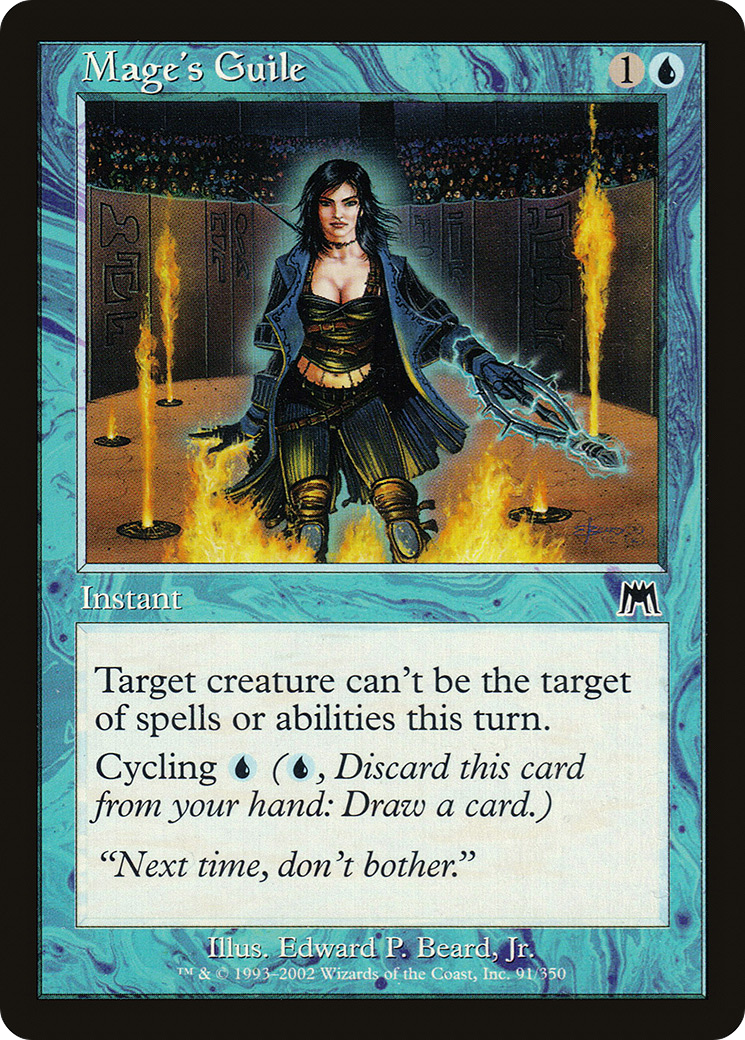 Mage's Guile
1
Instant
Target creature can't be the target
of spells or abilities this turn.
Cycling (, Discard this card
from your hand: Draw a card.)
“Next time, don't bother.”
Illus. Edward P. Beard, Jr.
™ & © 1993-2002 Wizards of the Coast, Inc. 91/350